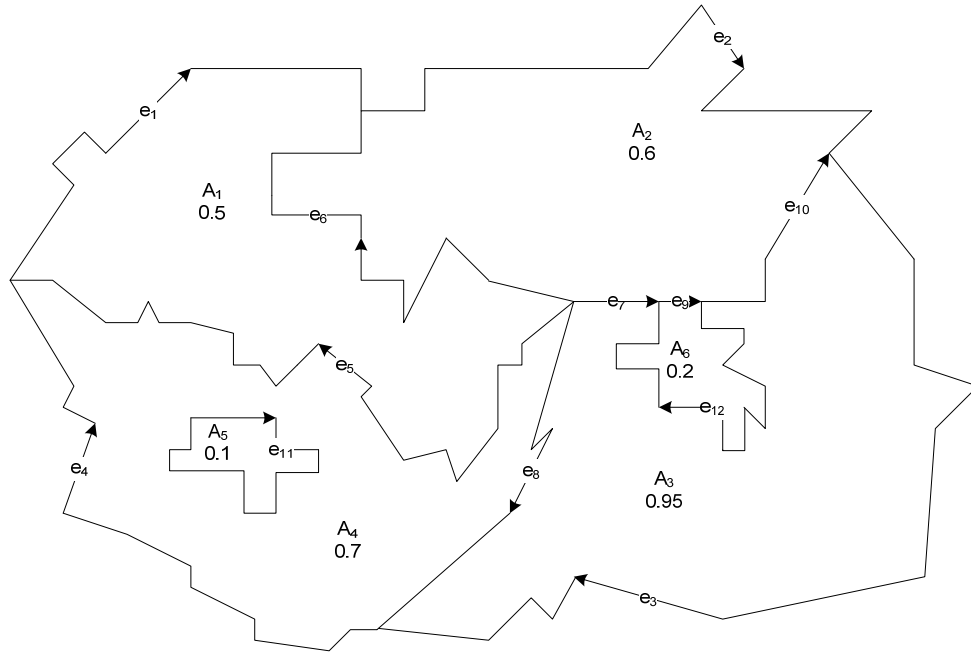 e₂
e₁
A₂
0.6
A₁
0.5
e₁₀
e₆
e₇
e₉
A₆
0.2
e₅
e₁₂
A₅
0.1
e₁₁
e₄
e₈
A₃
0.95
A₄
0.7
e₃